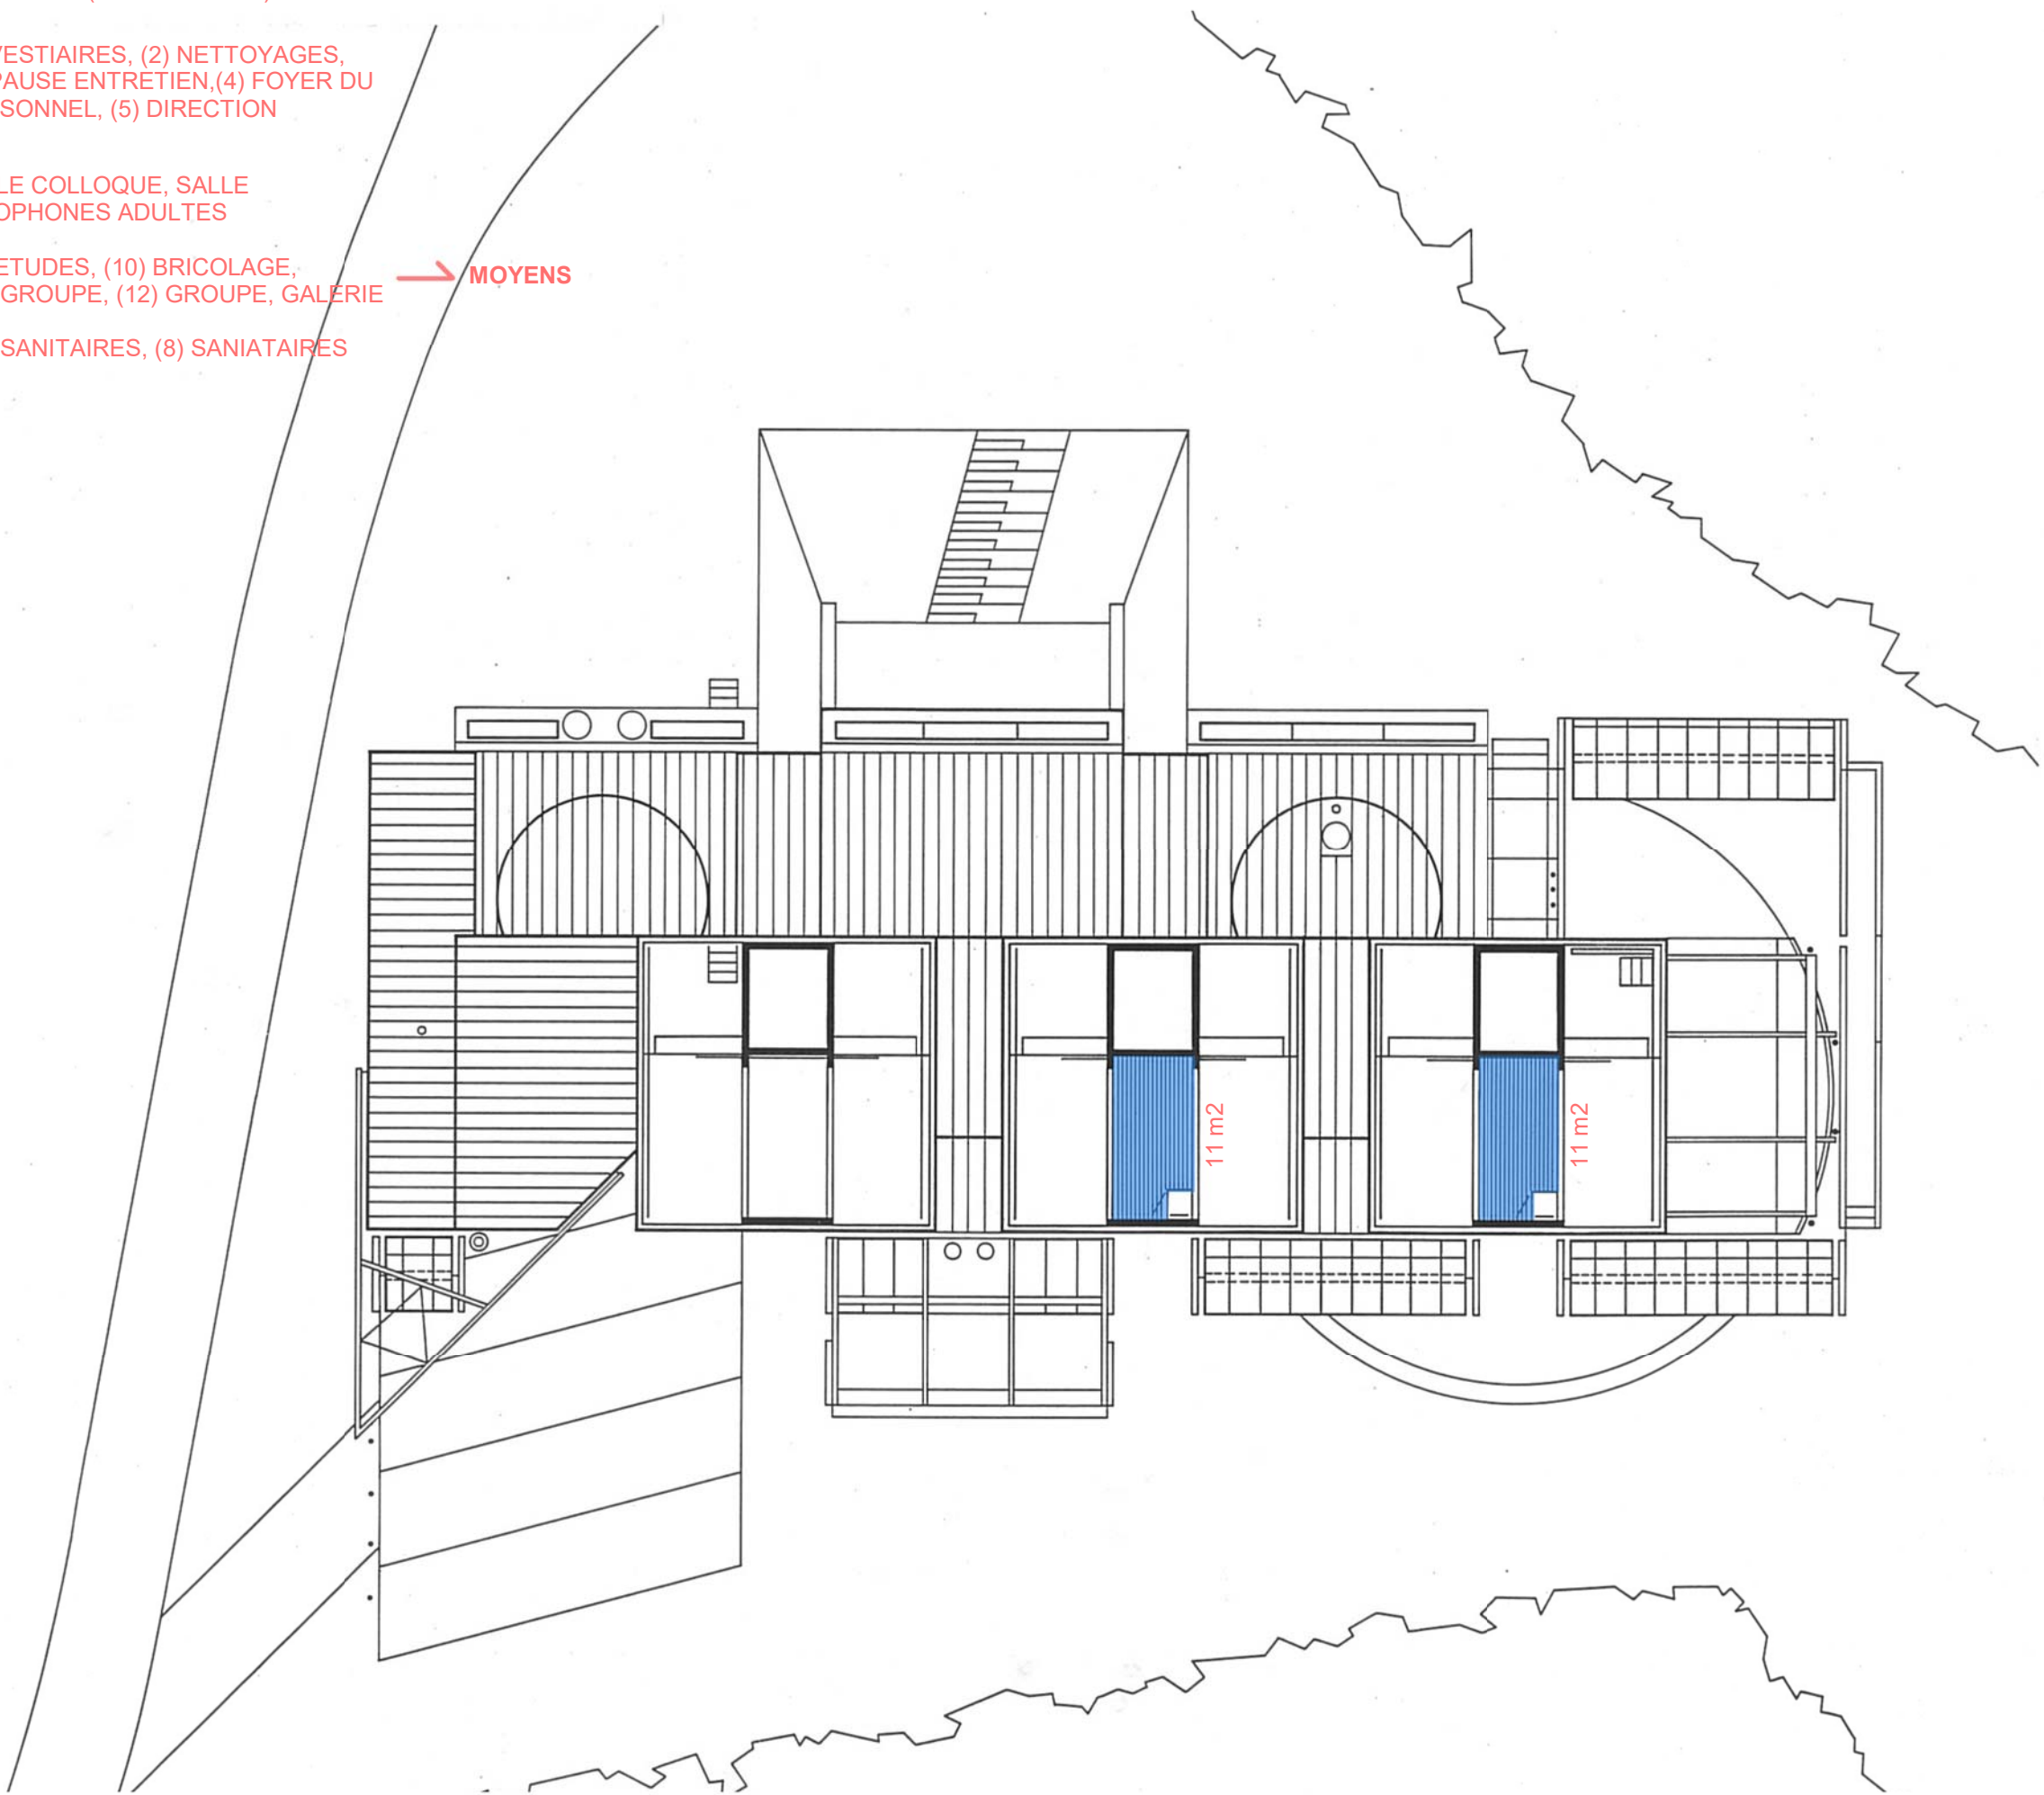 VESTIAIRES, (2) NETTOYAGES,
PAUSE ENTRETIEN,(4) FOYER DU
SONNEL, (5) DIRECTION
LE COLLOQUE, SALLE
OPHONES ADULTES
ETUDES, (10) BRICOLAGE,
GROUPE, (12) GROUPE, GALERIE
MOYENS
SANITAIRES, (8) SANIATAIRES
11 m2
11 m2